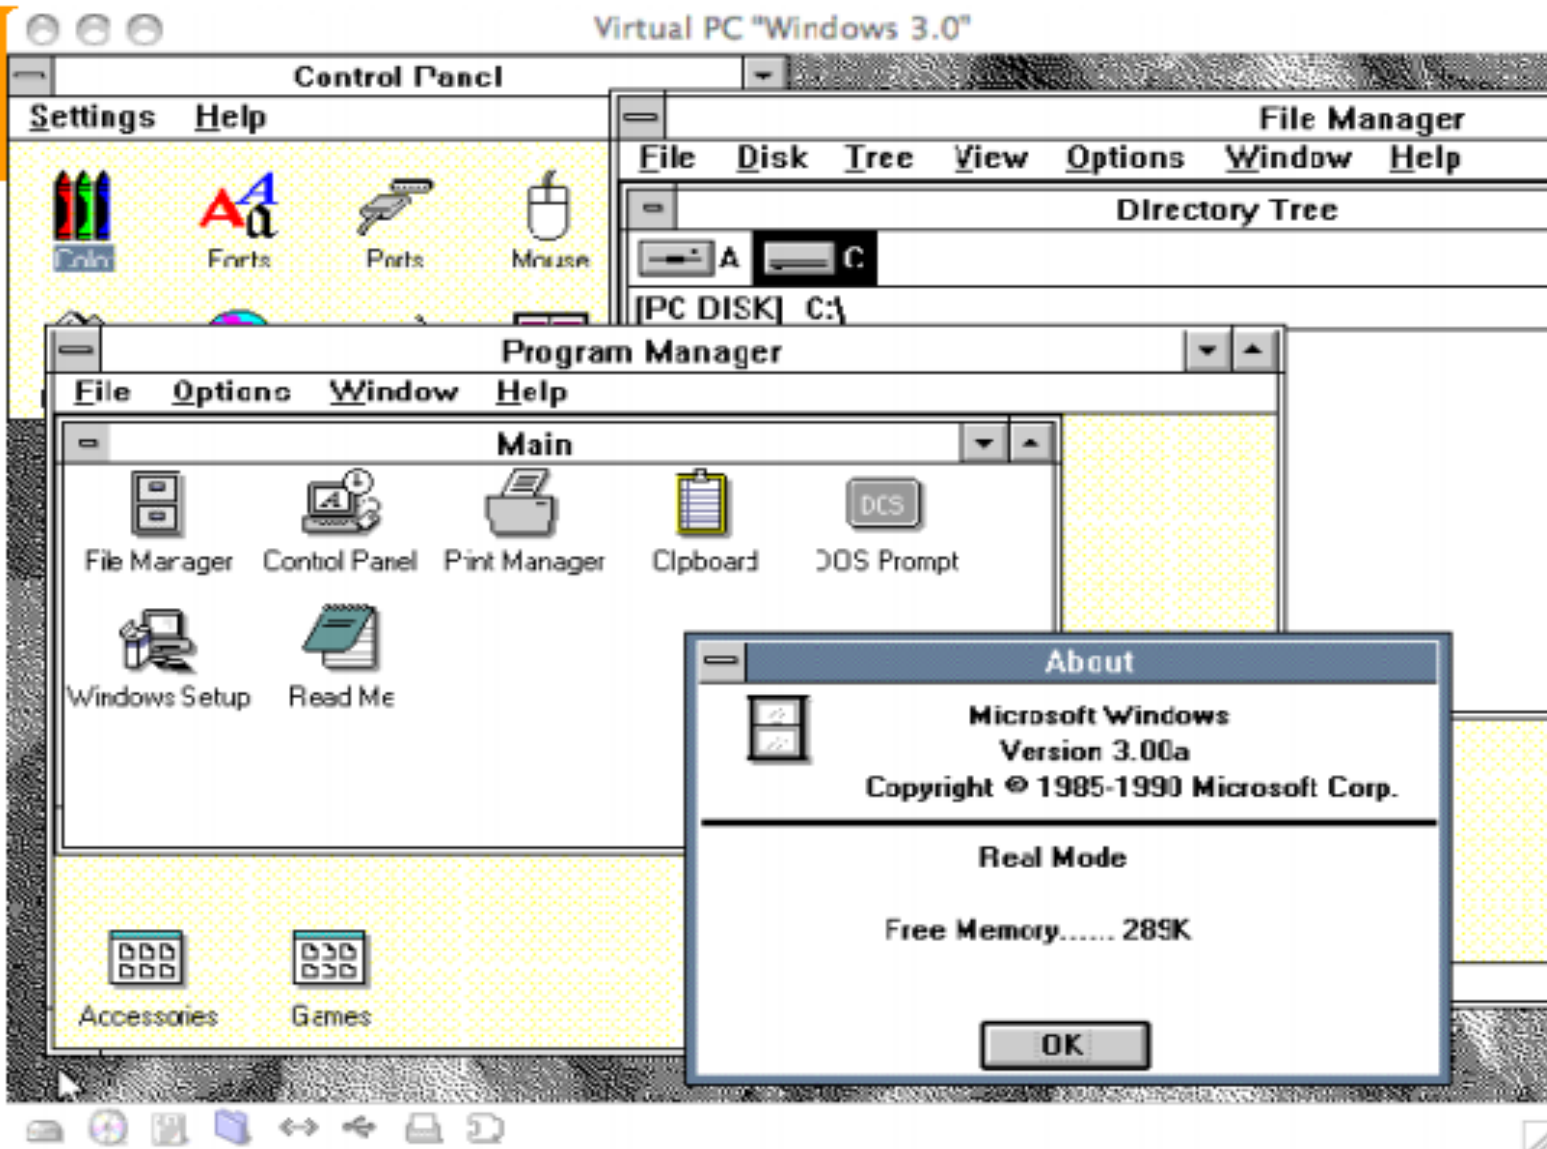 Virtual PC "Windows 3.0"
Control Panel
Settings Help
Color Fonts Ports Mouse
File Manager
File Disk Tree View Options Window Help
Directory Tree
A C
[PC DISK] C:\
Program Manager
File Options Window Help
Main
DOS
File Manager Control Panel Print Manager Clipboard DOS Prompt
Windows Setup Read Me
Accessories Games
About
Microsoft Windows
Version 3.00a
Copyright © 1985-1990 Microsoft Corp.
Real Mode
Free Memory...... 289K
OK